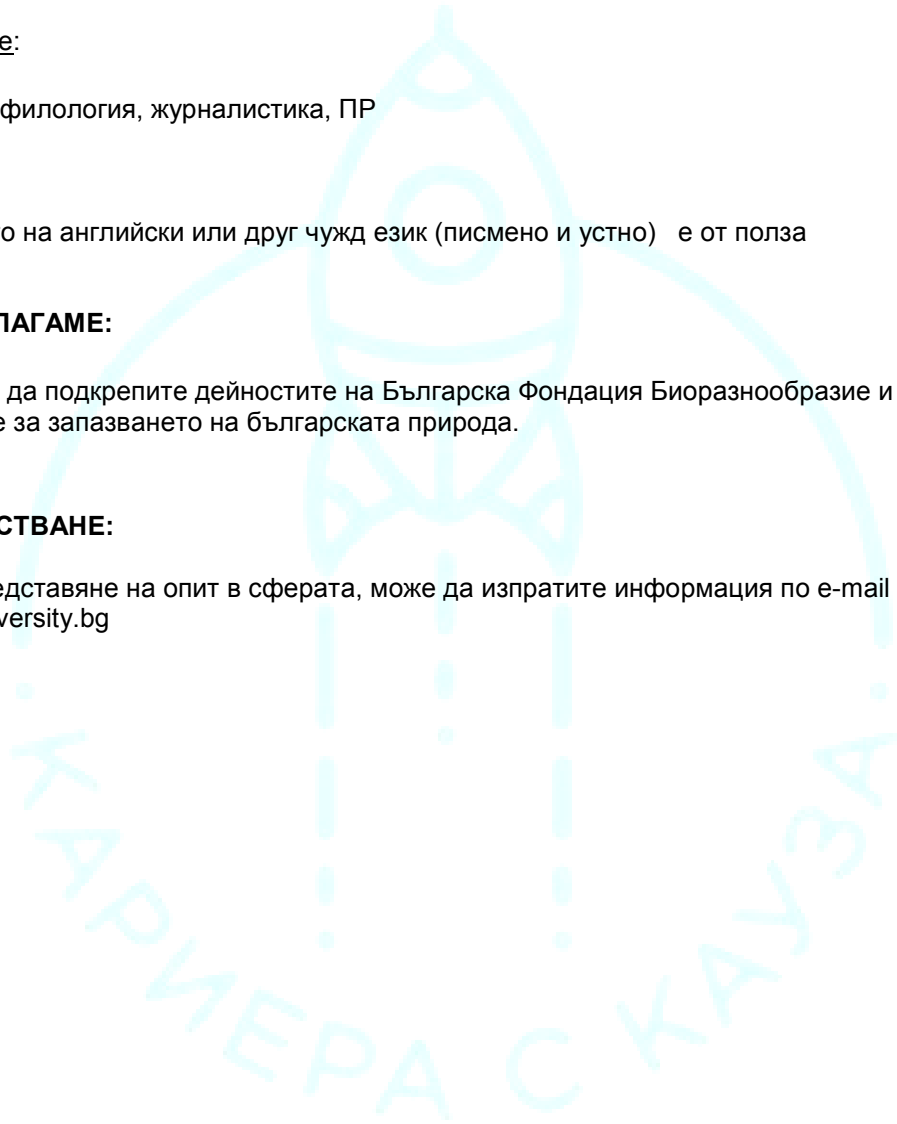 е:
филология, журналистика, ПР
о на английски или друг чужд език (писмено и устно) е от полза
ЛАГАМЕ:
да подкрепите дейностите на Българска Фондация Биоразнообразие и
е за запазването на българската природа.
СТВАНЕ:
едставяне на опит в сферата, може да изпратите информация по e-mail
versity.bg
• КАРИЕРА С КАУЗА •